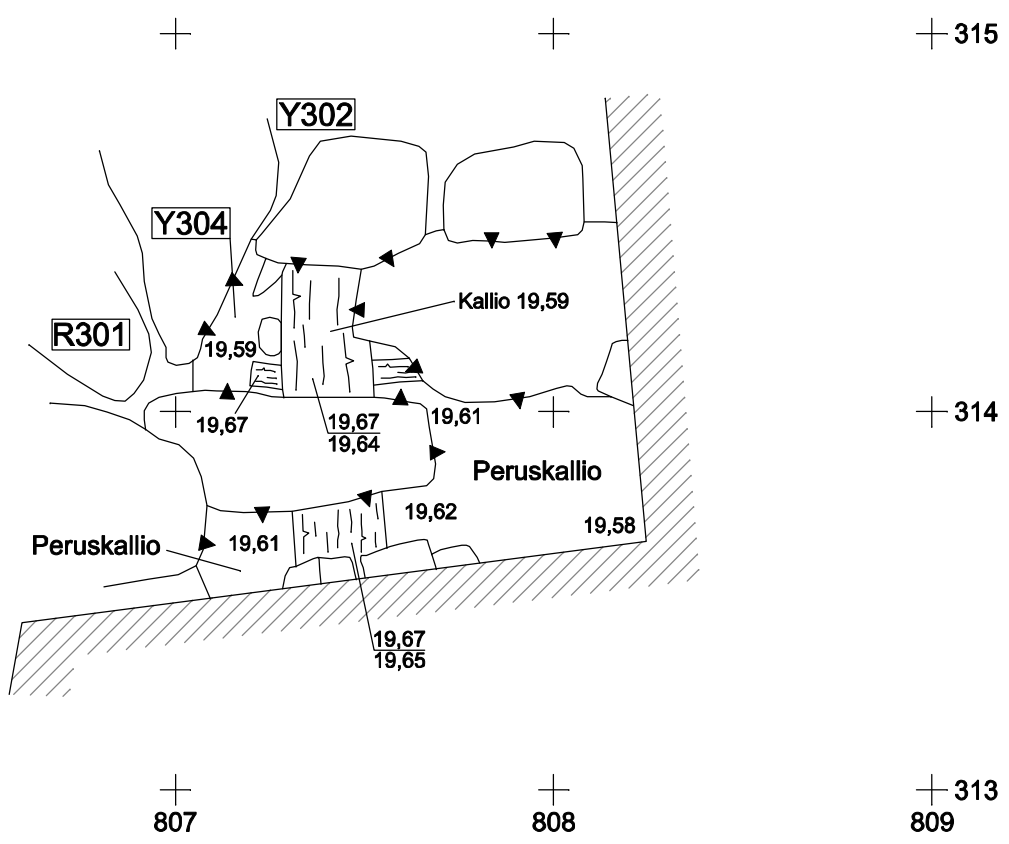 315
Y302
Y304
Kallio 19,59
R301
19,59
19,67
19,67
19,64
19,61
314
Peruskallio
19,62
19,58
Peruskallio
19,61
19,67
19,65
313
807
808
809